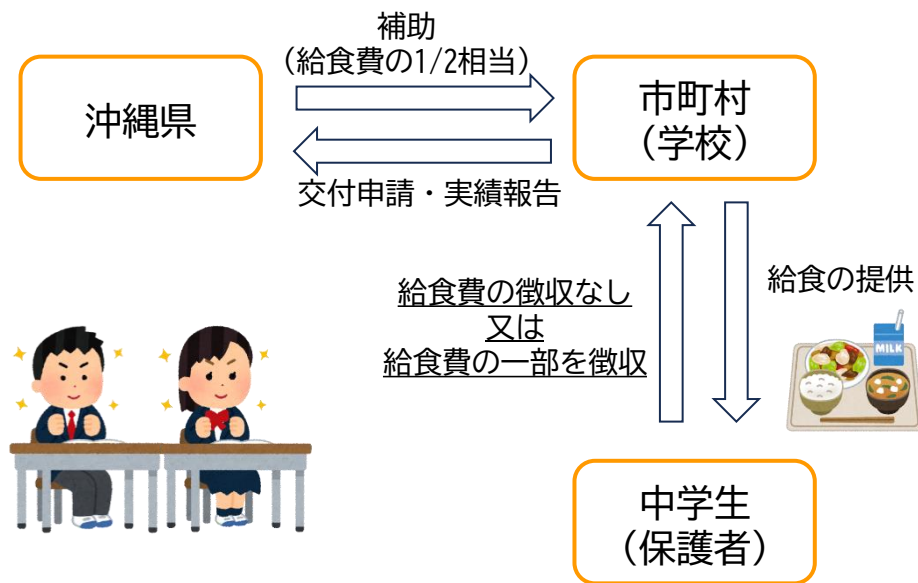 補助
（給食費の1/2相当）
沖縄県
市町村
（学校）
交付申請・実績報告
給食費の徴収なし
又は
給食費の一部を徴収
給食の提供
MILK
中学生
（保護者）